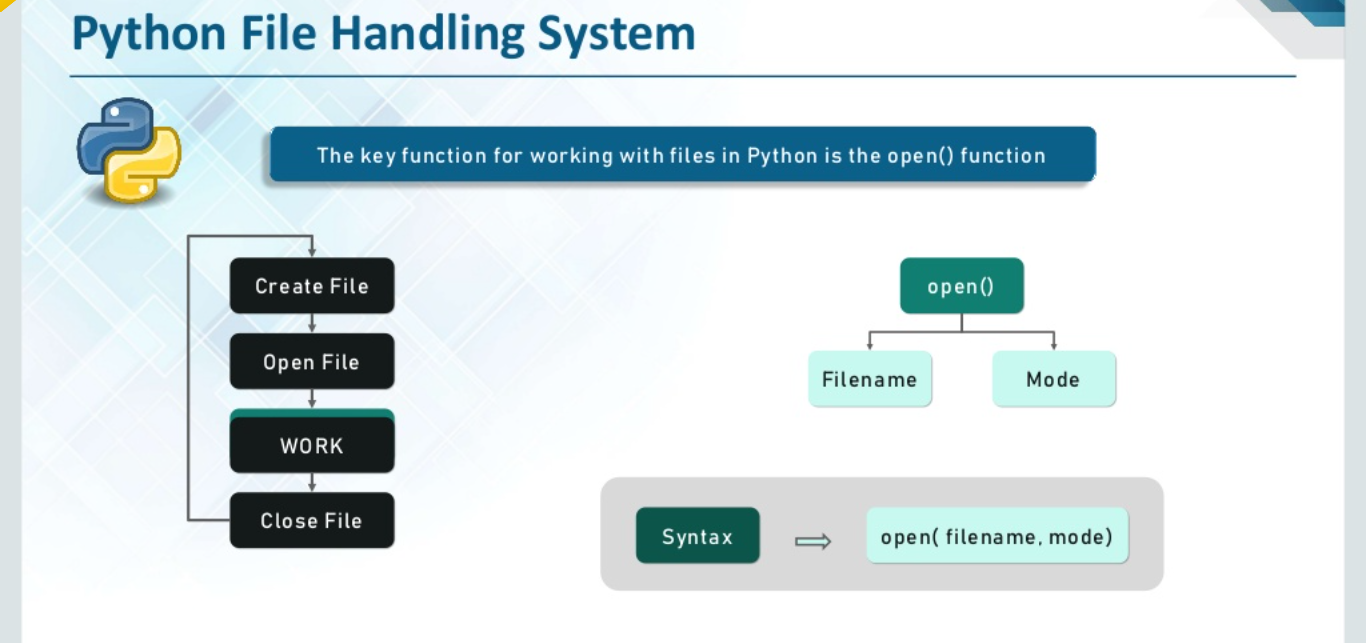 Python File Handling System
The key function for working with files in Python is the open() function
Create File
Open File
WORK
Close File
open()
Filename
Mode
Syntax
open( filename, mode)